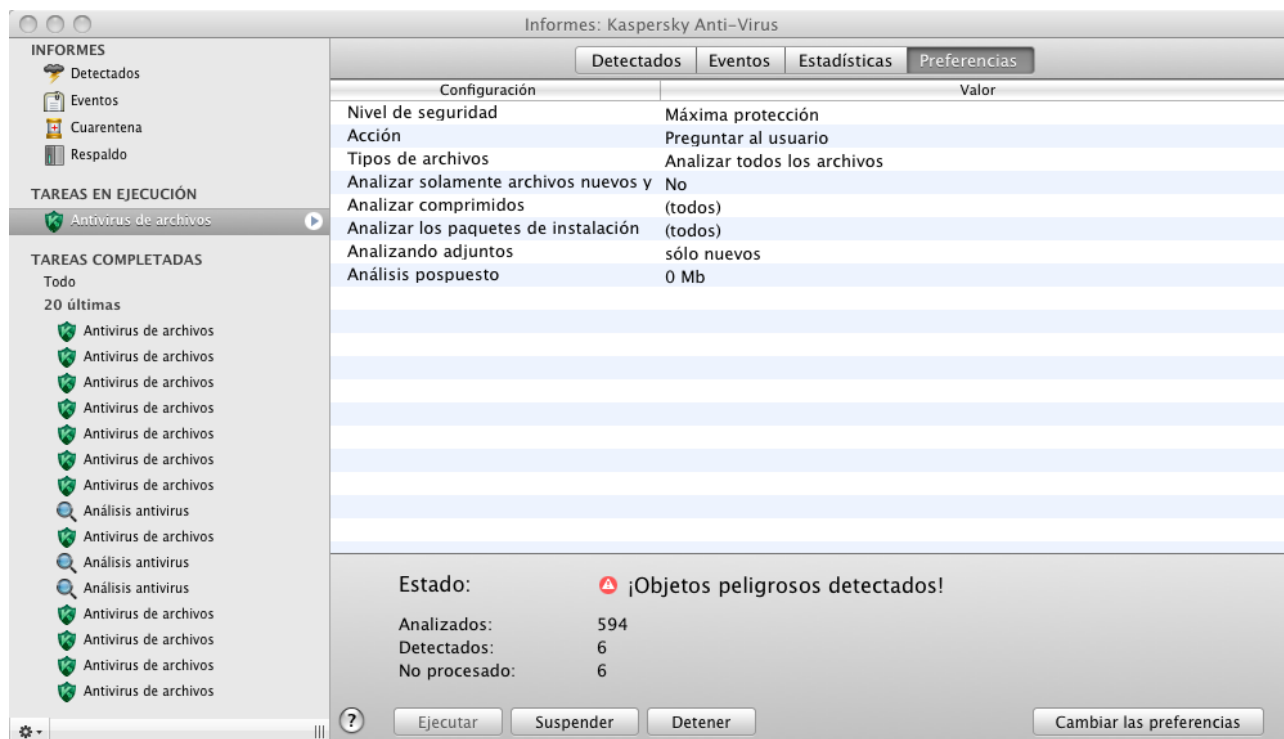 Informes: Kaspersky Anti-Virus
INFORMES
Detectados
Eventos
Cuarentena
Respaldo
TAREAS EN EJECUCIÓN
Antivirus de archivos
TAREAS COMPLETADAS
Todo
20 últimas
Antivirus de archivos
Antivirus de archivos
Antivirus de archivos
Antivirus de archivos
Antivirus de archivos
Antivirus de archivos
Antivirus de archivos
Análisis antivirus
Antivirus de archivos
Análisis antivirus
Análisis antivirus
Antivirus de archivos
Antivirus de archivos
Antivirus de archivos
Antivirus de archivos
Detectados Eventos Estadísticas Preferencias
Configuración Valor
Nivel de seguridad Máxima protección
Acción Preguntar al usuario
Tipos de archivos Analizar todos los archivos
Analizar solamente archivos nuevos y No
Analizar comprimidos (todos)
Analizar los paquetes de instalación (todos)
Analizando adjuntos sólo nuevos
Análisis pospuesto 0 Mb
Estado: ¡Objetos peligrosos detectados!
Analizados: 594
Detectados: 6
No procesado: 6
? Ejecutar Suspender Detener Cambiar las preferencias